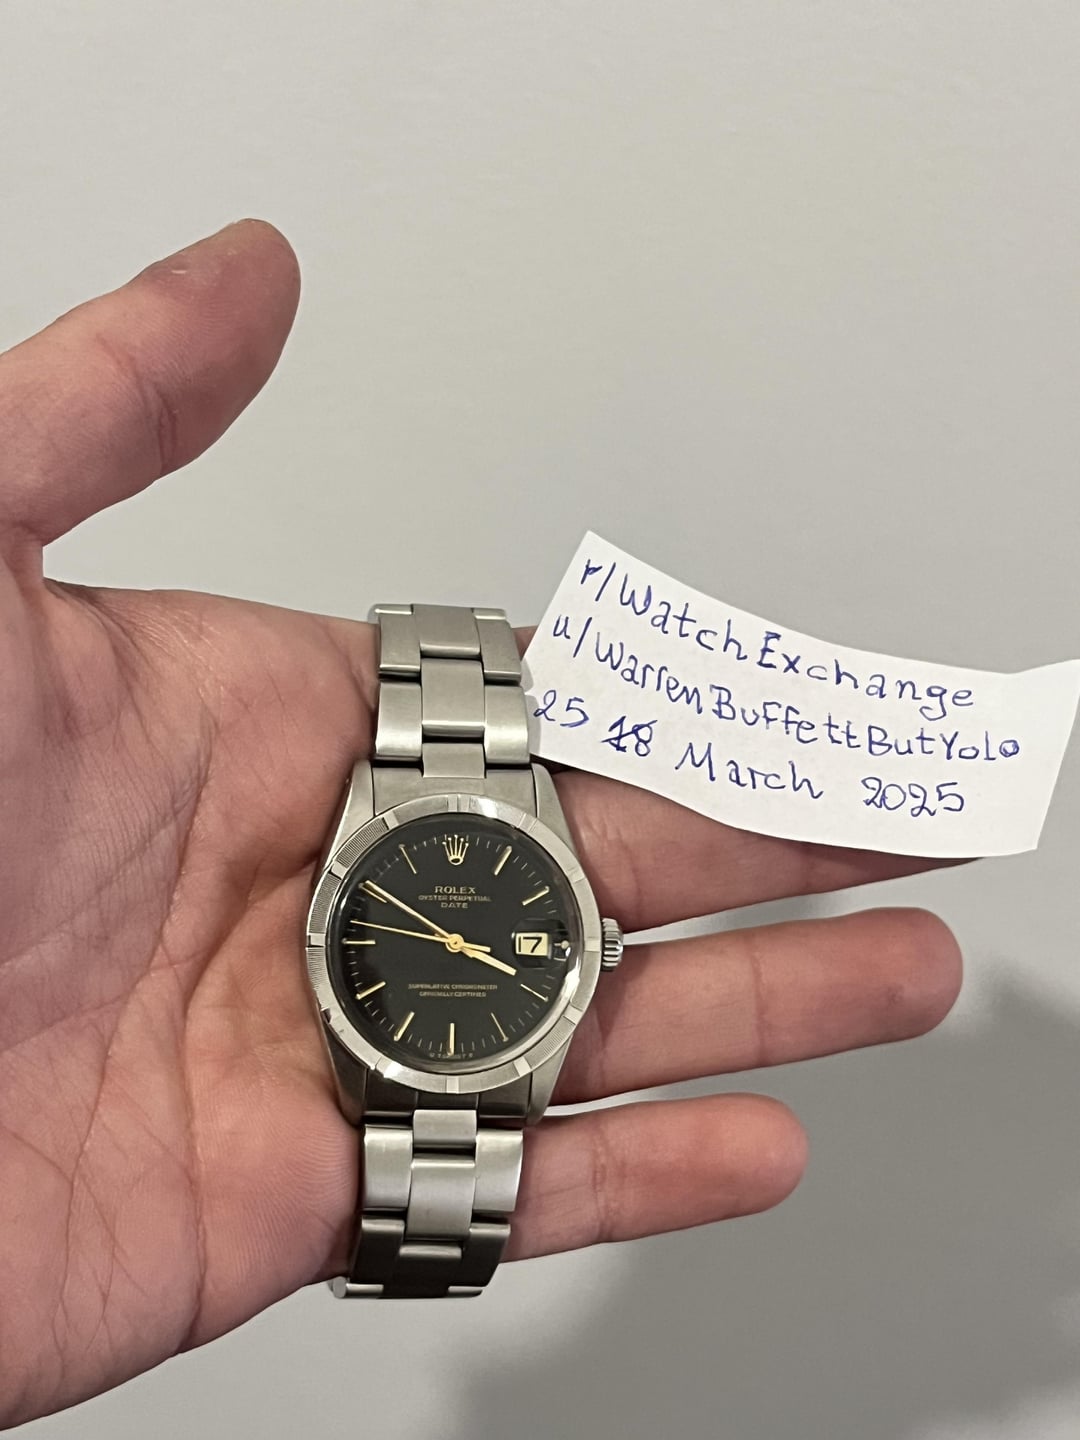 r/WatchExchange
u/WarrenBuffettButYolo
25 18 March 2025
ROLEX
OYSTER PERPETUAL
DATE
17
SUPERLATIVE CHRONOMETER
OFFICIALLY CERTIFIED